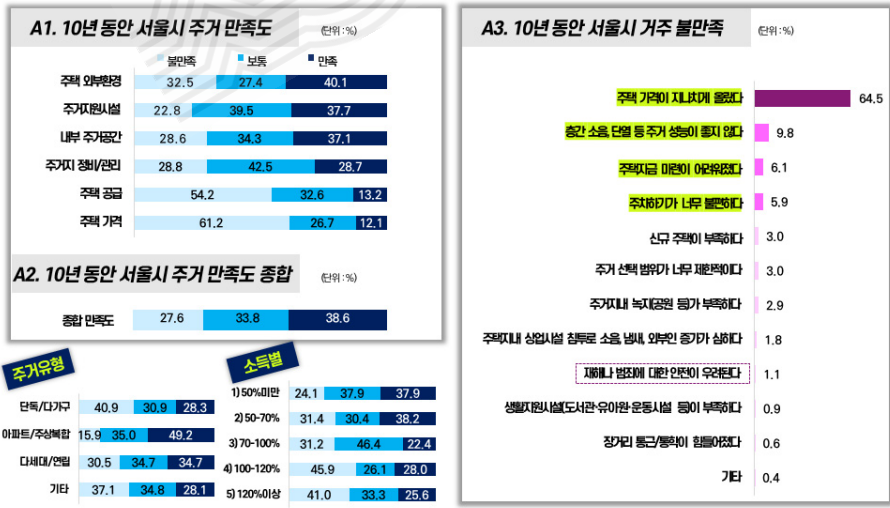 A1. 10년 동안 서울시 주거 만족도 (단위:%)
불만족 보통 만족
주택 외부환경 32.5 27.4 40.1
주거지원시설 22.8 39.5 37.7
내부 주거공간 28.6 34.3 37.1
주거지 정비/관리 28.8 42.5 28.7
주택 공급 54.2 32.6 13.2
주택 가격 61.2 26.7 12.1
A2. 10년 동안 서울시 주거 만족도 종합 (단위:%)
종합 만족도 27.6 33.8 38.6
주거유형
단독/다가구 40.9 30.9 28.3
아파트/주상복합 15.9 35.0 49.2
다세대/연립 30.5 34.7 34.7
기타 37.1 34.8 28.1
소득별
1) 50%미만 24.1 37.9 37.9
2) 50-70% 31.4 30.4 38.2
3) 70-100% 31.2 46.4 22.4
4) 100-120% 45.9 26.1 28.0
5) 120%이상 41.0 33.3 25.6
A3. 10년 동안 서울시 거주 불만족 (단위:%)
주택 가격이 지나치게 올랐다 64.5
층간 소음, 단열 등 주거 성능이 좋지 않다 9.8
주택자금 마련이 어려워졌다 6.1
주차하기가 너무 불편하다 5.9
신규 주택이 부족하다 3.0
주거 선택 범위가 너무 제한적이다 3.0
주거지내 녹지(공원 등)가 부족하다 2.9
주택지내 상업시설 침투로 소음, 냄새, 외부인 증가가 심하다 1.8
재해나 범죄에 대한 안전이 우려된다 1.1
생활지원시설(도서관·유아원·운동시설 등)이 부족하다 0.9
장거리 통근/통학이 힘들어졌다 0.6
기타 0.4